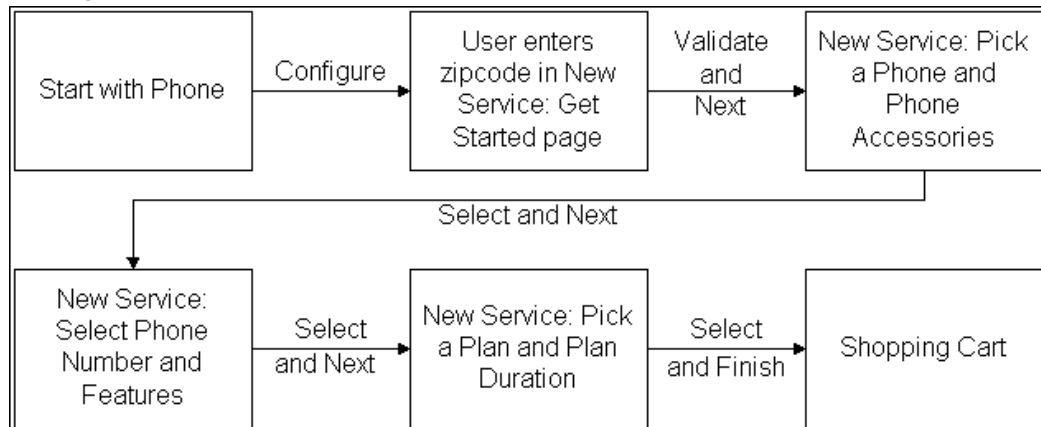 Start with Phone
Configure
User enters
zipcode in New
Service: Get
Started page
Validate
and
Next
New Service: Pick
a Phone and
Phone
Accessories
Select and Next
New Service:
Select Phone
Number and
Features
Select
and Next
New Service: Pick
a Plan and Plan
Duration
Select
and Finish
Shopping Cart